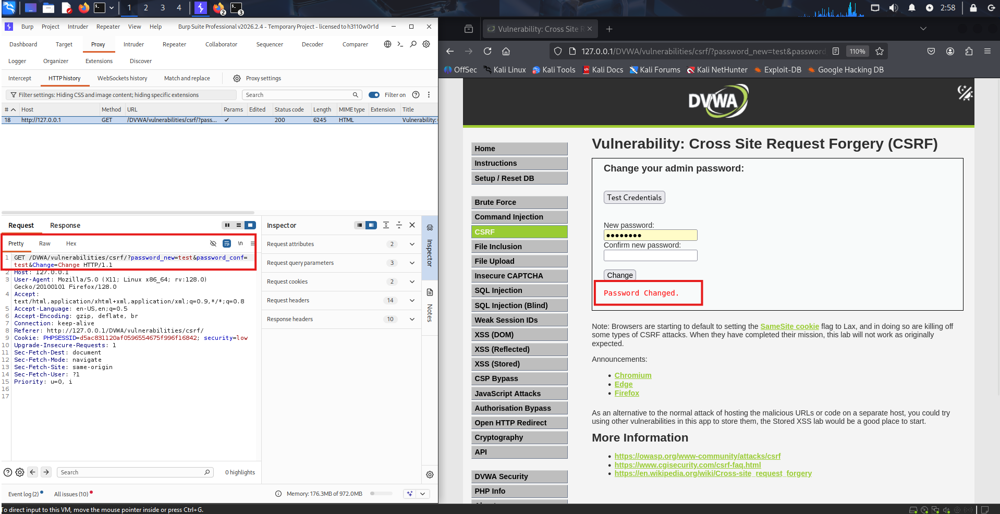 1 2 3 4 2 3 2:58
Burp Project Intruder Repeater View Help Burp Suite Professional v2026.2.4 - Temporary Project - licensed to h3110w0r1d
Dashboard Target Proxy Intruder Repeater Collaborator Sequencer Decoder Comparer
Logger Organizer Extensions Discover
Intercept HTTP history WebSockets history Match and replace Proxy settings
Filter settings: Hiding CSS and image content; hiding specific extensions Search Filter on
# Host Method URL Params Edited Status code Length MIME type Extension Title
18 http://127.0.0.1 GET /DVWA/vulnerabilities/csrf/?pass... ✓ 200 6245 HTML Vulnerability:
Request Response
Pretty Raw Hex \n
1 GET /DVWA/vulnerabilities/csrf/?password_new=test&password_conf=
test&Change=Change HTTP/1.1
2 Host: 127.0.0.1
3 User-Agent: Mozilla/5.0 (X11; Linux x86_64; rv:128.0)
Gecko/20100101 Firefox/128.0
4 Accept:
text/html,application/xhtml+xml,application/xml;q=0.9,*/*;q=0.8
5 Accept-Language: en-US,en;q=0.5
6 Accept-Encoding: gzip, deflate, br
7 Connection: keep-alive
8 Referer: http://127.0.0.1/DVWA/vulnerabilities/csrf/
9 Cookie: PHPSESSID=d5ac831120af0596554675f996f16842; security=low
10 Upgrade-Insecure-Requests: 1
11 Sec-Fetch-Dest: document
12 Sec-Fetch-Mode: navigate
13 Sec-Fetch-Site: same-origin
14 Sec-Fetch-User: ?1
15 Priority: u=0, i
16
17
Search 0 highlights
Inspector
Request attributes 2
Request query parameters 3
Request cookies 2
Request headers 14
Response headers 10
Inspector
Notes
Event log (2) All issues (10) Memory: 176.3MB of 972.0MB
Vulnerability: Cross Site R
127.0.0.1/DVWA/vulnerabilities/csrf/?password_new=test&password 110%
OffSec Kali Linux Kali Tools Kali Docs Kali Forums Kali NetHunter Exploit-DB Google Hacking DB
DVWA
Home
Instructions
Setup / Reset DB
Brute Force
Command Injection
CSRF
File Inclusion
File Upload
Insecure CAPTCHA
SQL Injection
SQL Injection (Blind)
Weak Session IDs
XSS (DOM)
XSS (Reflected)
XSS (Stored)
CSP Bypass
JavaScript Attacks
Authorisation Bypass
Open HTTP Redirect
Cryptography
API
DVWA Security
PHP Info
Vulnerability: Cross Site Request Forgery (CSRF)
Change your admin password:
Test Credentials
New password:
●●●●●●●●
Confirm new password:
Change
Password Changed.
Note: Browsers are starting to default to setting the SameSite cookie flag to Lax, and in doing so are killing off
some types of CSRF attacks. When they have completed their mission, this lab will not work as originally
expected.
Announcements:
• Chromium
• Edge
• Firefox
As an alternative to the normal attack of hosting the malicious URLs or code on a separate host, you could try
using other vulnerabilities in this app to store them, the Stored XSS lab would be a good place to start.
More Information
• https://owasp.org/www-community/attacks/csrf
• https://www.cgisecurity.com/csrf-faq.html
• https://en.wikipedia.org/wiki/Cross-site_request_forgery
To direct input to this VM, move the mouse pointer inside or press Ctrl+G.